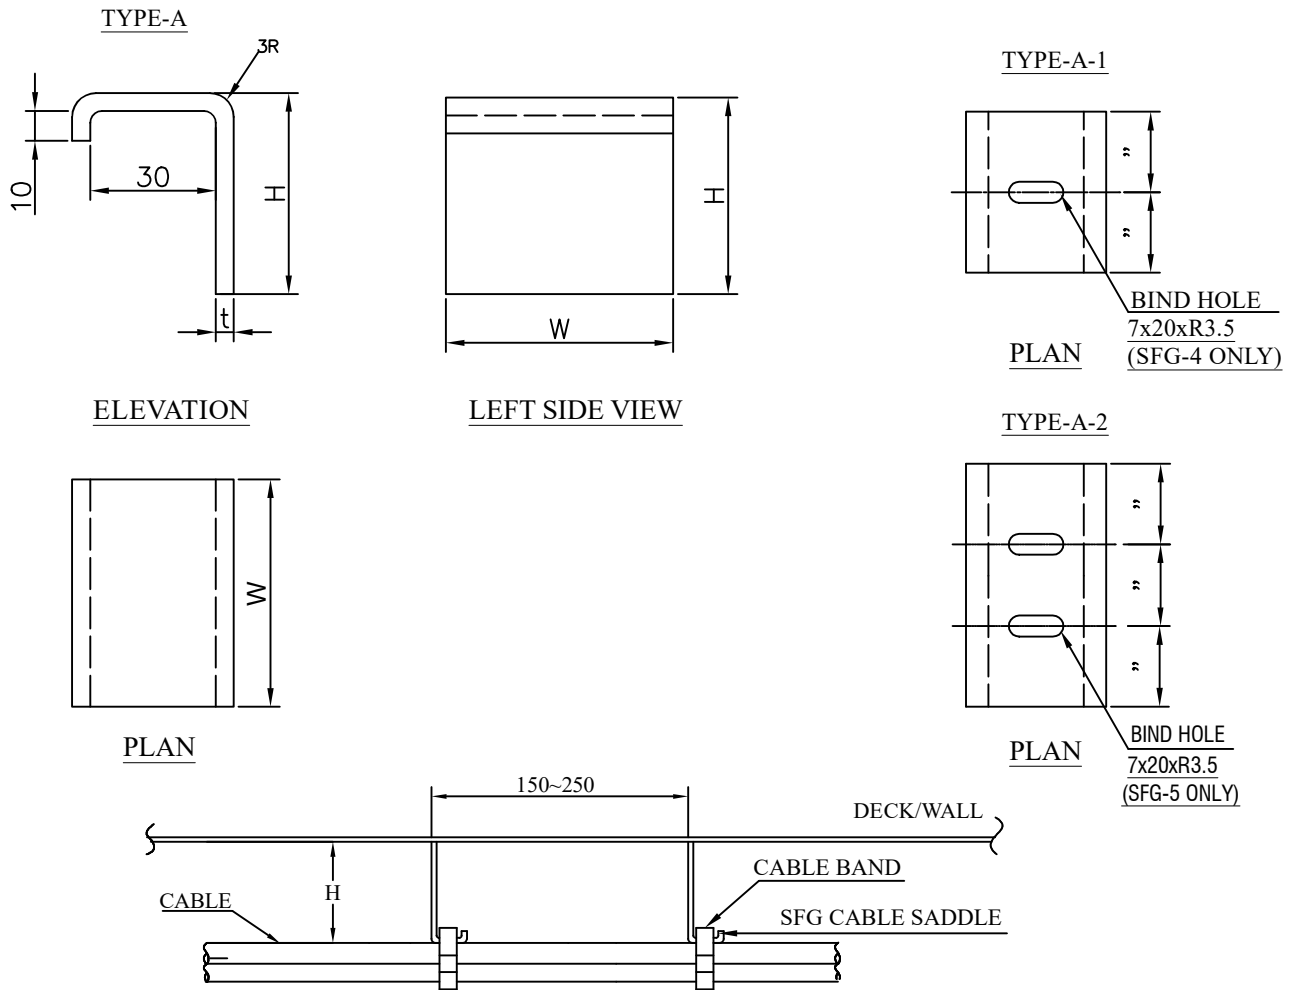 TYPE-A
3R
10
30
H
t
ELEVATION
H
W
LEFT SIDE VIEW
TYPE-A-1
"
"
BIND HOLE
7x20xR3.5
(SFG-4 ONLY)
PLAN
W
PLAN
TYPE-A-2
"
"
"
BIND HOLE
7x20xR3.5
(SFG-5 ONLY)
PLAN
150~250
DECK/WALL
H
CABLE
CABLE BAND
SFG CABLE SADDLE